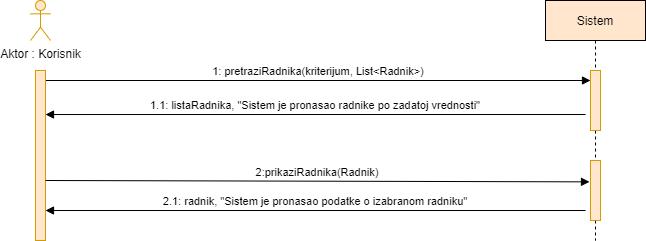 Sistem
Aktor : Korisnik
1: pretraziRadnika(kriterijum, List<Radnik>)
1.1: listaRadnika, "Sistem je pronasao radnike po zadatoj vrednosti"
2:prikaziRadnika(Radnik)
2.1: radnik, "Sistem je pronasao podatke o izabranom radniku"